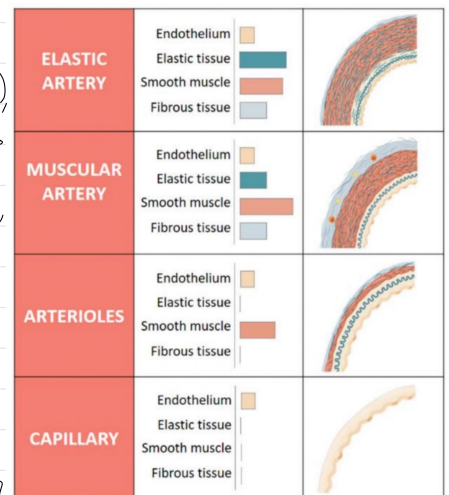 ELASTIC
ARTERY
Endothelium
Elastic tissue
Smooth muscle
Fibrous tissue
MUSCULAR
ARTERY
Endothelium
Elastic tissue
Smooth muscle
Fibrous tissue
ARTERIOLES
Endothelium
Elastic tissue
Smooth muscle
Fibrous tissue
CAPILLARY
Endothelium
Elastic tissue
Smooth muscle
Fibrous tissue